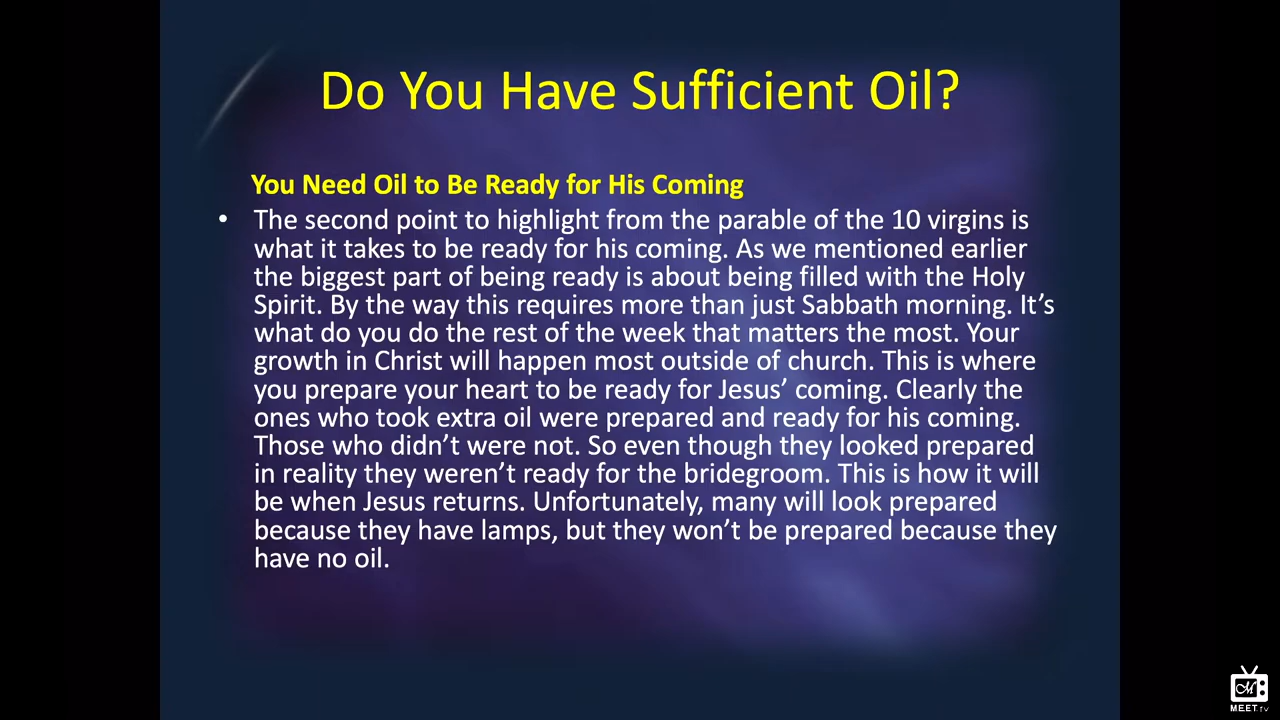 Do You Have Sufficient Oil?
You Need Oil to Be Ready for His Coming
• The second point to highlight from the parable of the 10 virgins is
what it takes to be ready for his coming. As we mentioned earlier
the biggest part of being ready is about being filled with the Holy
Spirit. By the way this requires more than just Sabbath morning. It’s
what do you do the rest of the week that matters the most. Your
growth in Christ will happen most outside of church. This is where
you prepare your heart to be ready for Jesus’ coming. Clearly the
ones who took extra oil were prepared and ready for his coming.
Those who didn’t were not. So even though they looked prepared
in reality they weren’t ready for the bridegroom. This is how it will
be when Jesus returns. Unfortunately, many will look prepared
because they have lamps, but they won’t be prepared because they
have no oil.
M
MEET.TV